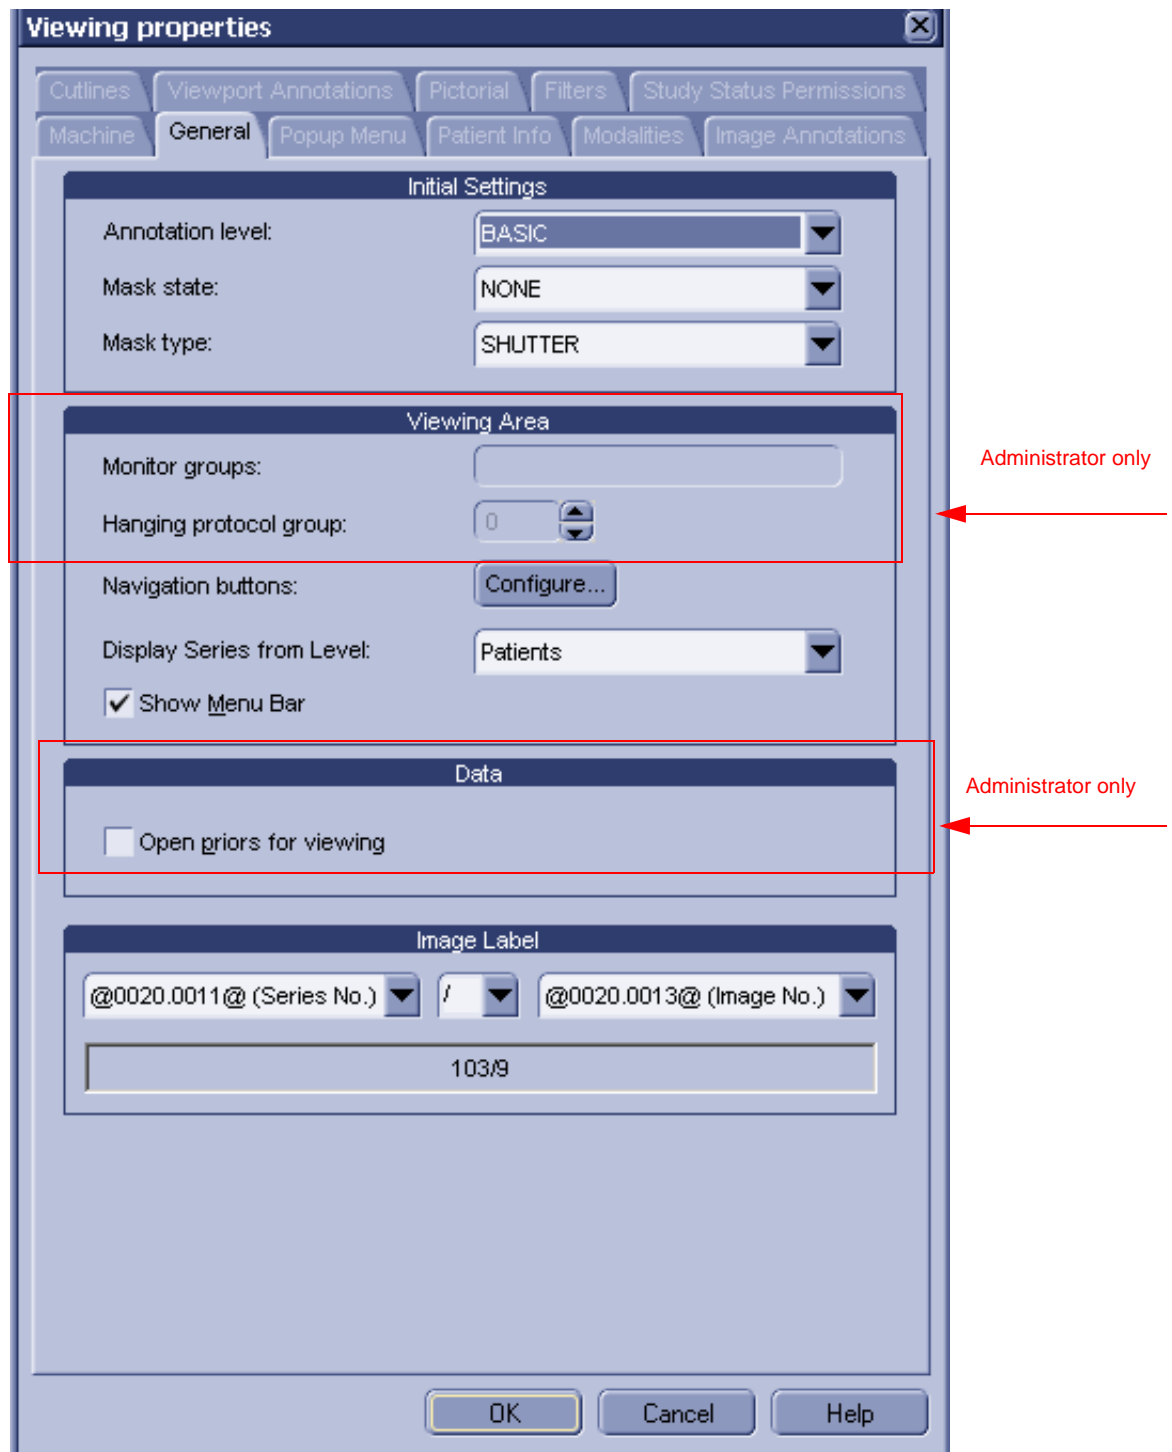 Viewing properties
Cutlines Viewport Annotations Pictorial Filters Study Status Permissions
Machine General Popup Menu Patient Info Modalities Image Annotations
Initial Settings
Annotation level: BASIC
Mask state: NONE
Mask type: SHUTTER
Viewing Area
Monitor groups:
Administrator only
Hanging protocol group: 0
Navigation buttons: Configure...
Display Series from Level: Patients
Show Menu Bar
Data
Administrator only
Open priors for viewing
Image Label
@0020.0011@ (Series No.) / @0020.0013@ (Image No.)
103/9
OK Cancel Help